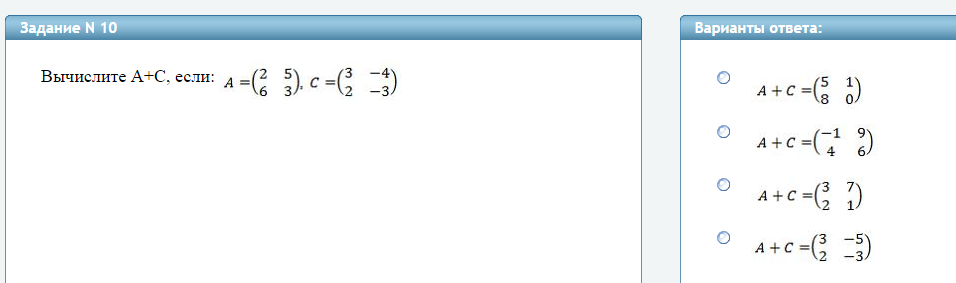 Задание N 10
Вычислите A+C, если: A = (2 5
6 3), C = (3 −4
2 −3)
Варианты ответа:
A + C = (5 1
8 0)
A + C = (−1 9
4 6)
A + C = (3 7
2 1)
A + C = (3 −5
2 −3)